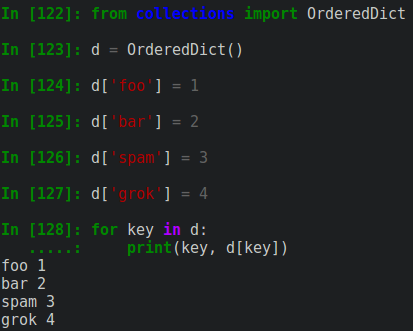 In [122]: from collections import OrderedDict
In [123]: d = OrderedDict()
In [124]: d['foo'] = 1
In [125]: d['bar'] = 2
In [126]: d['spam'] = 3
In [127]: d['grok'] = 4
In [128]: for key in d:
   .....:     print(key, d[key])
foo 1
bar 2
spam 3
grok 4